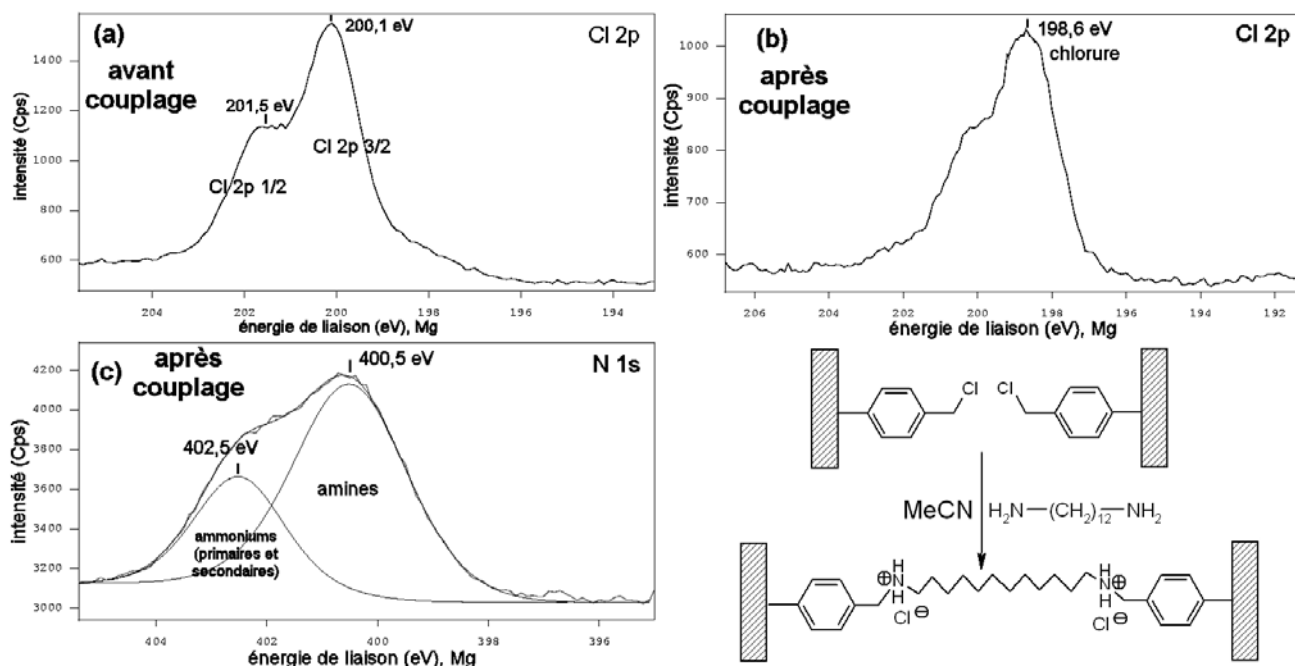 (a)
avant
couplage
200,1 eV
Cl 2p
201,5 eV
Cl 2p 3/2
Cl 2p 1/2
intensité (Cps)
1400
1200
1000
800
600
204
202
200
198
196
194
énergie de liaison (eV), Mg
(b)
après
couplage
198,6 eV
chlorure
Cl 2p
intensité (Cps)
1000
900
800
700
600
206
204
202
200
198
196
194
192
énergie de liaison (eV), Mg
(c)
après
couplage
400,5 eV
N 1s
402,5 eV
amines
ammoniums
(primaires et
secondaires)
intensité (Cps)
4200
4000
3800
3600
3400
3200
3000
404
402
400
398
396
énergie de liaison (eV), Mg
Cl
Cl
MeCN
H2N—(CH2)12—NH2
H
⊕N
H
Cl ⊖
H
N⊕
H
Cl ⊖